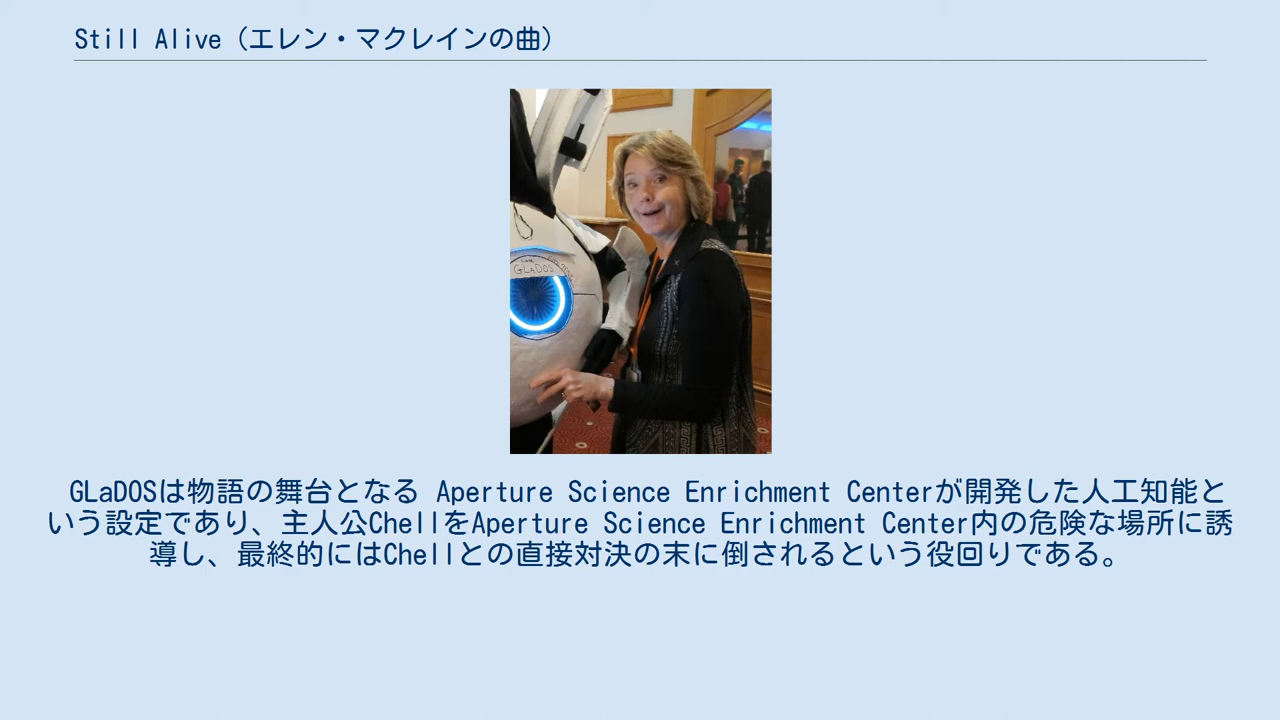 Still Alive（エレン・マクレインの曲）
GLaDOS
GLaDOSは物語の舞台となる Aperture Science Enrichment Centerが開発した人工知能と
いう設定であり、主人公ChellをAperture Science Enrichment Center内の危険な場所に誘
導し、最終的にはChellとの直接対決の末に倒されるという役回りである。